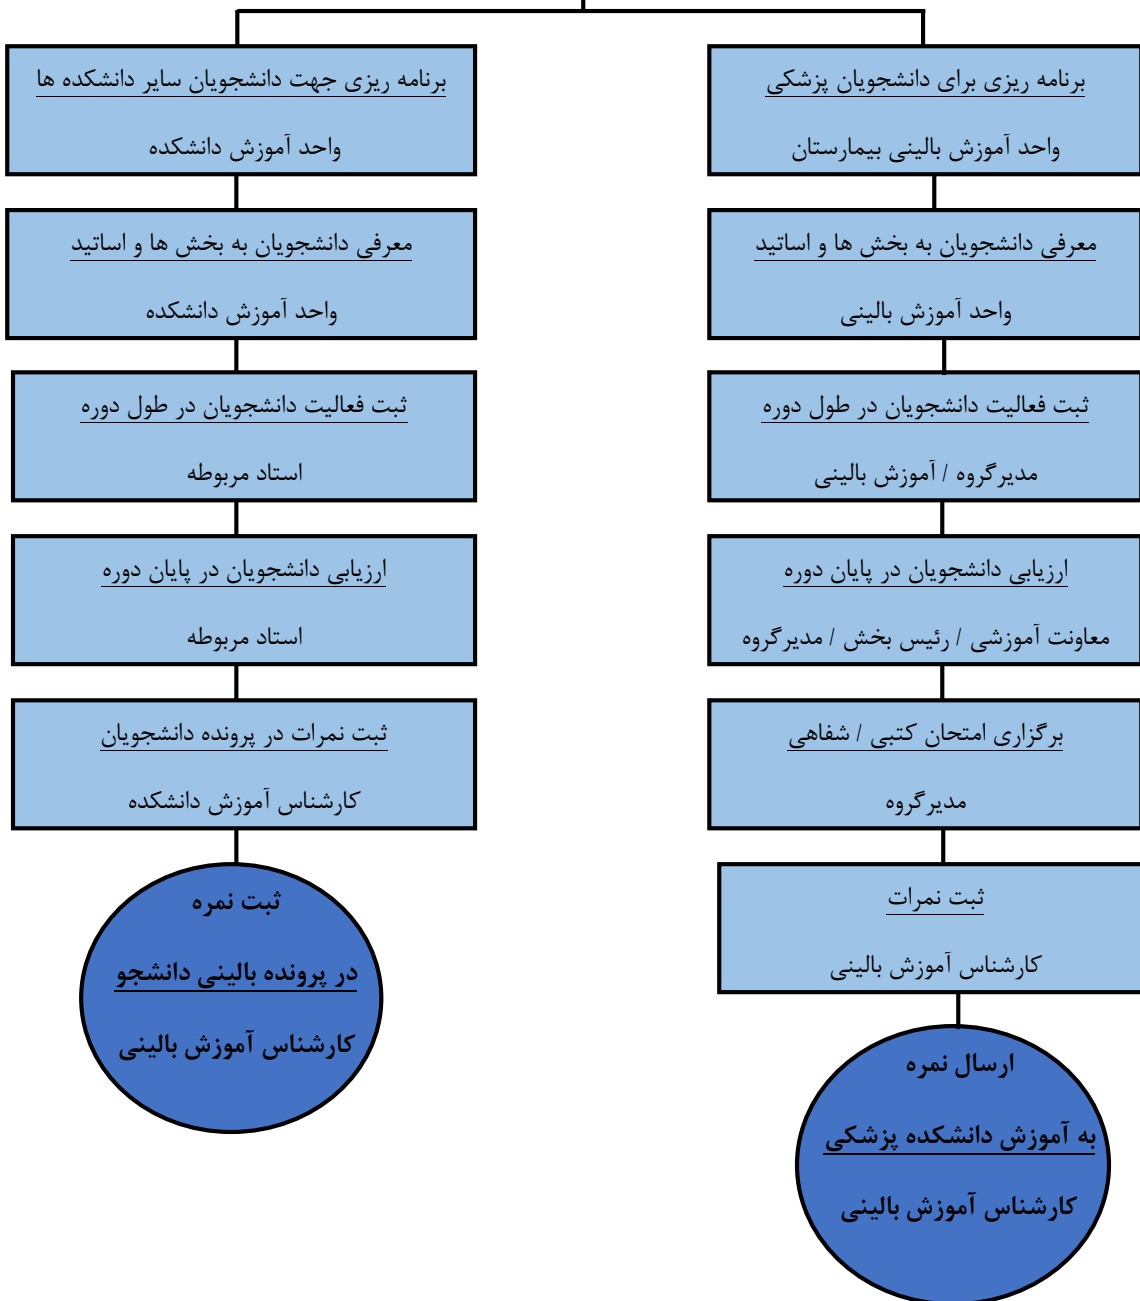 برنامه ریزی برای دانشجویان پزشکی
واحد آموزش بالینی بیمارستان
معرفی دانشجویان به بخش ها و اساتید
واحد آموزش بالینی
ثبت فعالیت دانشجویان در طول دوره
مدیرگروه / آموزش بالینی
ارزیابی دانشجویان در پایان دوره
معاونت آموزشی / رئیس بخش / مدیرگروه
برگزاری امتحان کتبی / شفاهی
مدیرگروه
ثبت نمرات
کارشناس آموزش بالینی
ارسال نمره
به آموزش دانشکده پزشکی
کارشناس آموزش بالینی
برنامه ریزی جهت دانشجویان سایر دانشکده ها
واحد آموزش دانشکده
معرفی دانشجویان به بخش ها و اساتید
واحد آموزش دانشکده
ثبت فعالیت دانشجویان در طول دوره
استاد مربوطه
ارزیابی دانشجویان در پایان دوره
استاد مربوطه
ثبت نمرات در پرونده دانشجویان
کارشناس آموزش دانشکده
ثبت نمره
در پرونده بالینی دانشجو
کارشناس آموزش بالینی